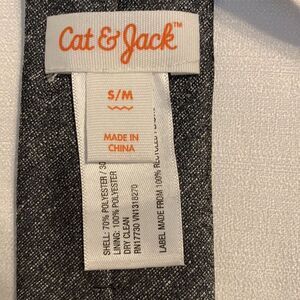 Cat & Jack™
S/M
MADE IN
CHINA
SHELL: 70% POLYESTER / 30
LINING: 100% POLYESTER
DRY CLEAN
RN17730 VN1318270
LABEL MADE FROM 100%